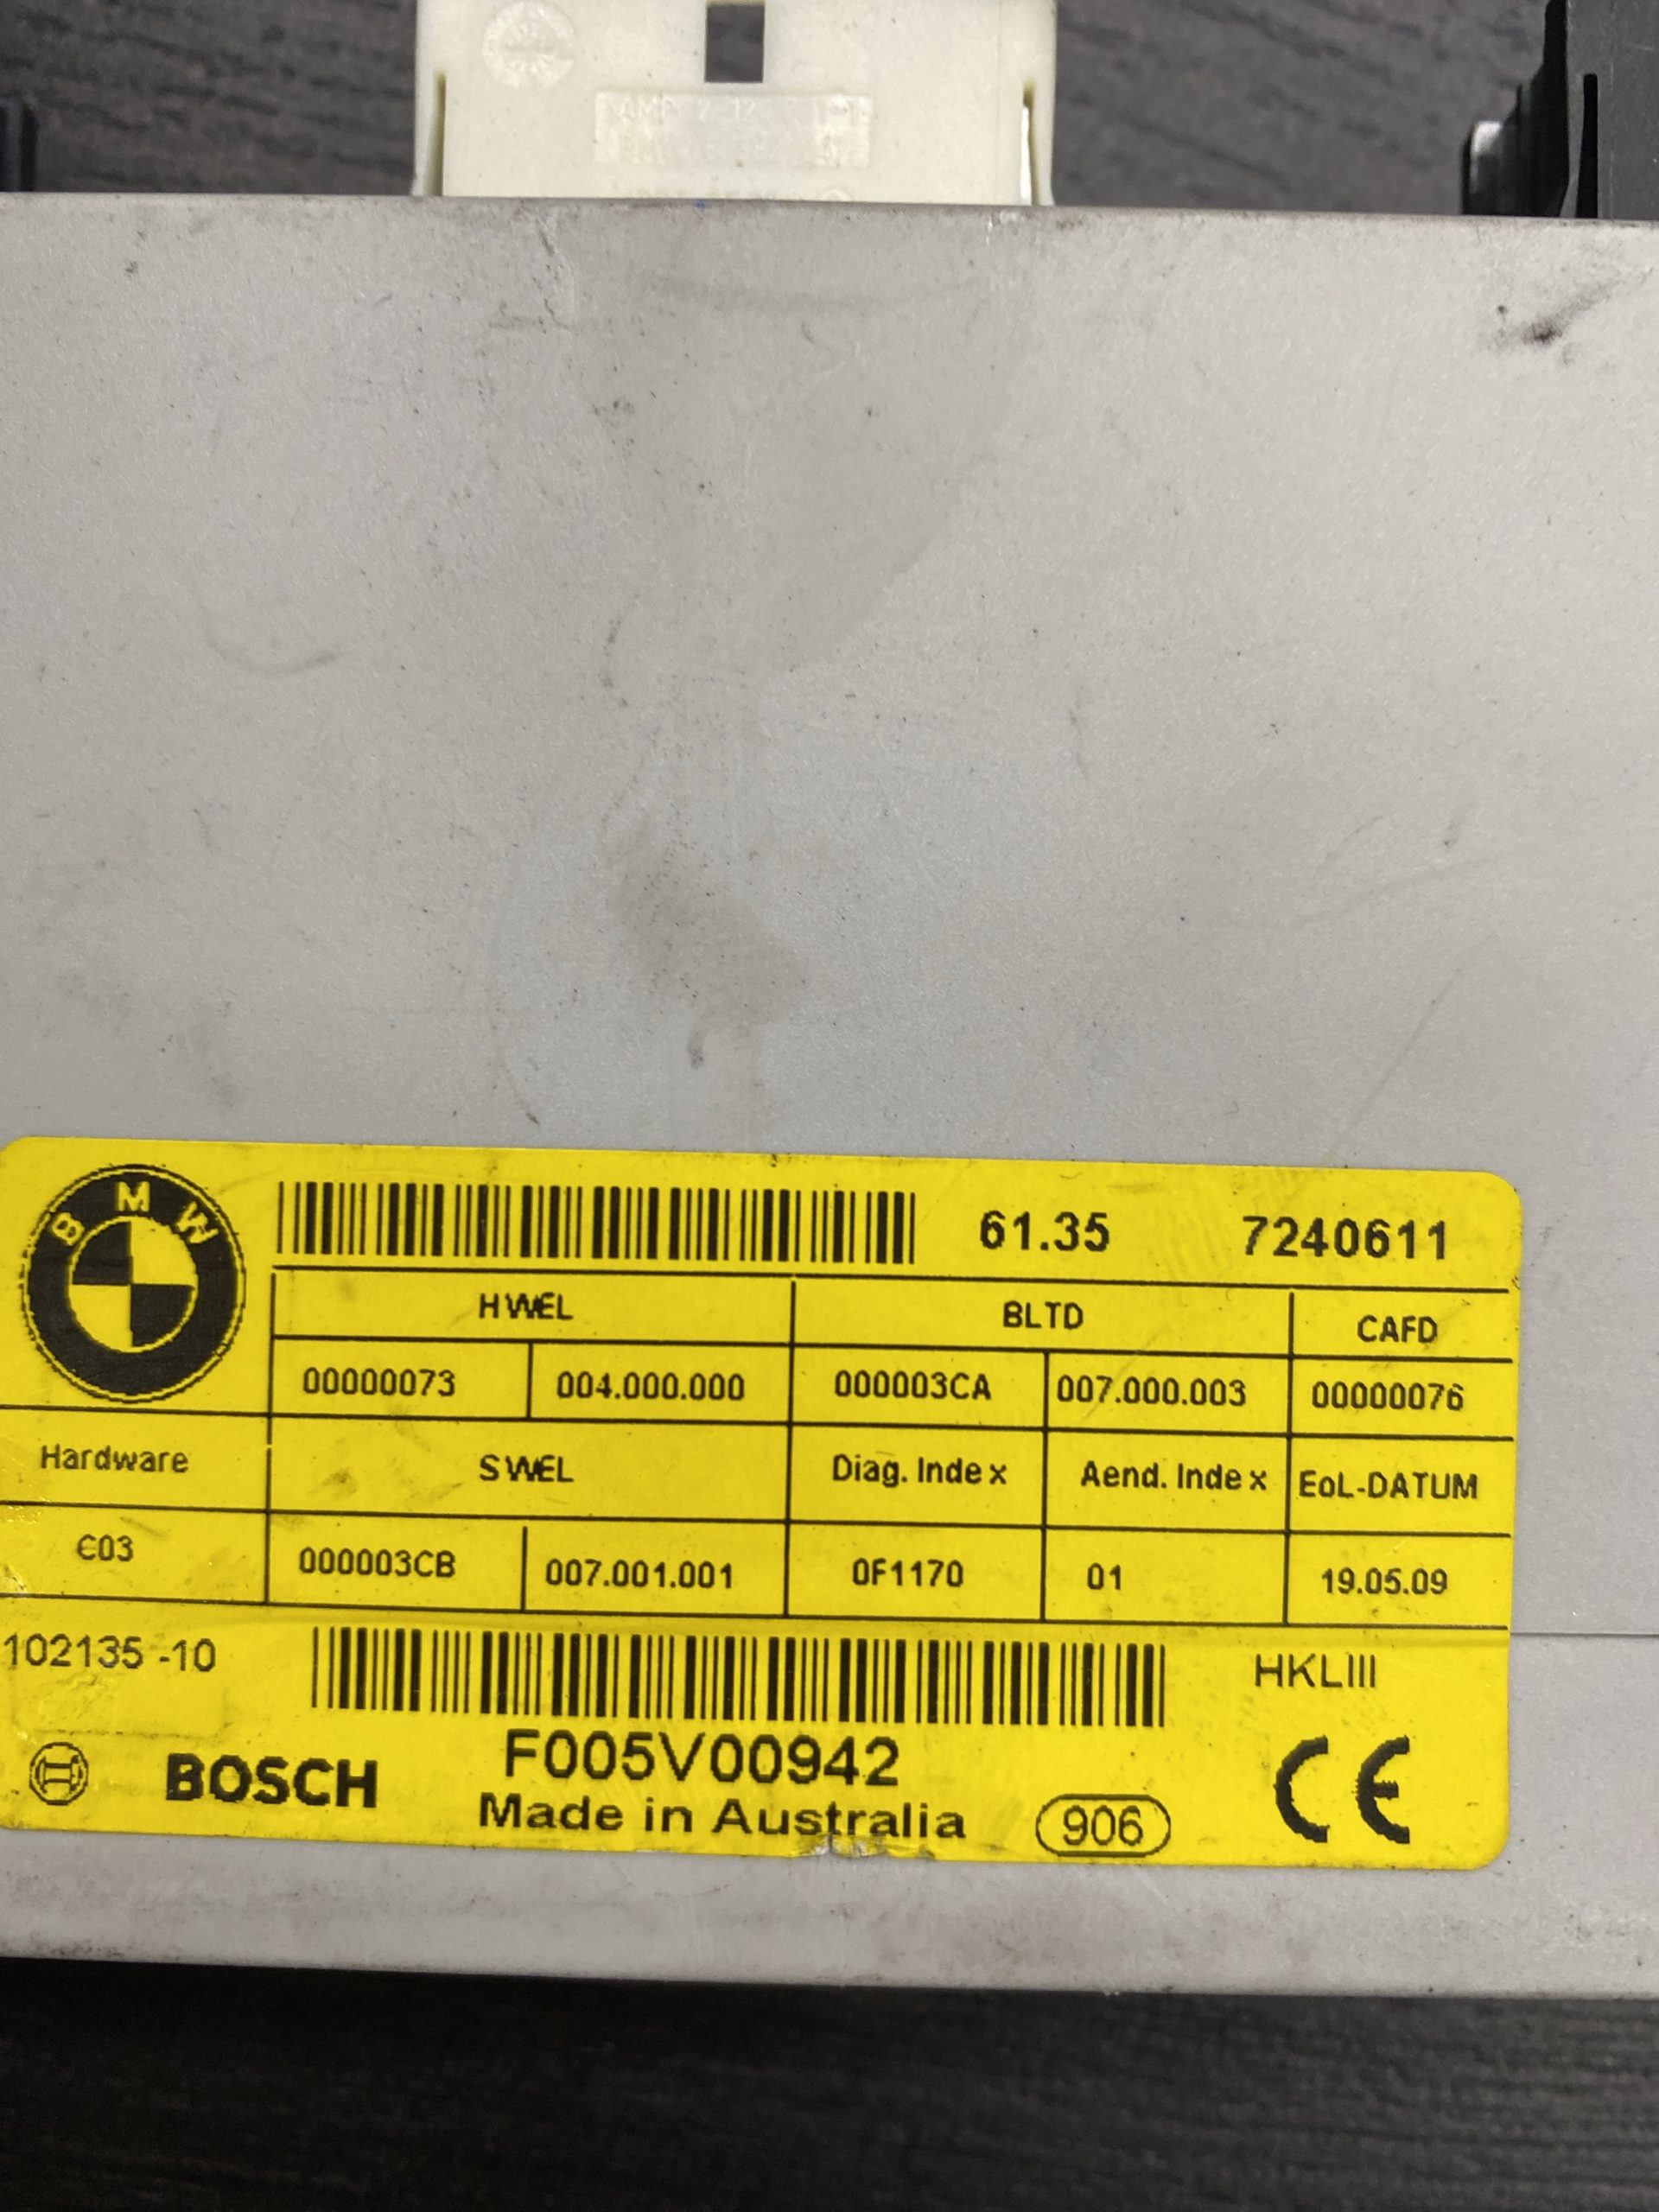 BMW
61.35 7240611
HWEL BLTD CAFD
00000073 004.000.000 000003CA 007.000.003 00000076
Hardware SWEL Diag. Index Aend. Index EoL-DATUM
C03 000003CB 007.001.001 0F1170 01 19.05.09
102135-10 HKLIII
BOSCH F005V00942 CE
Made in Australia 906